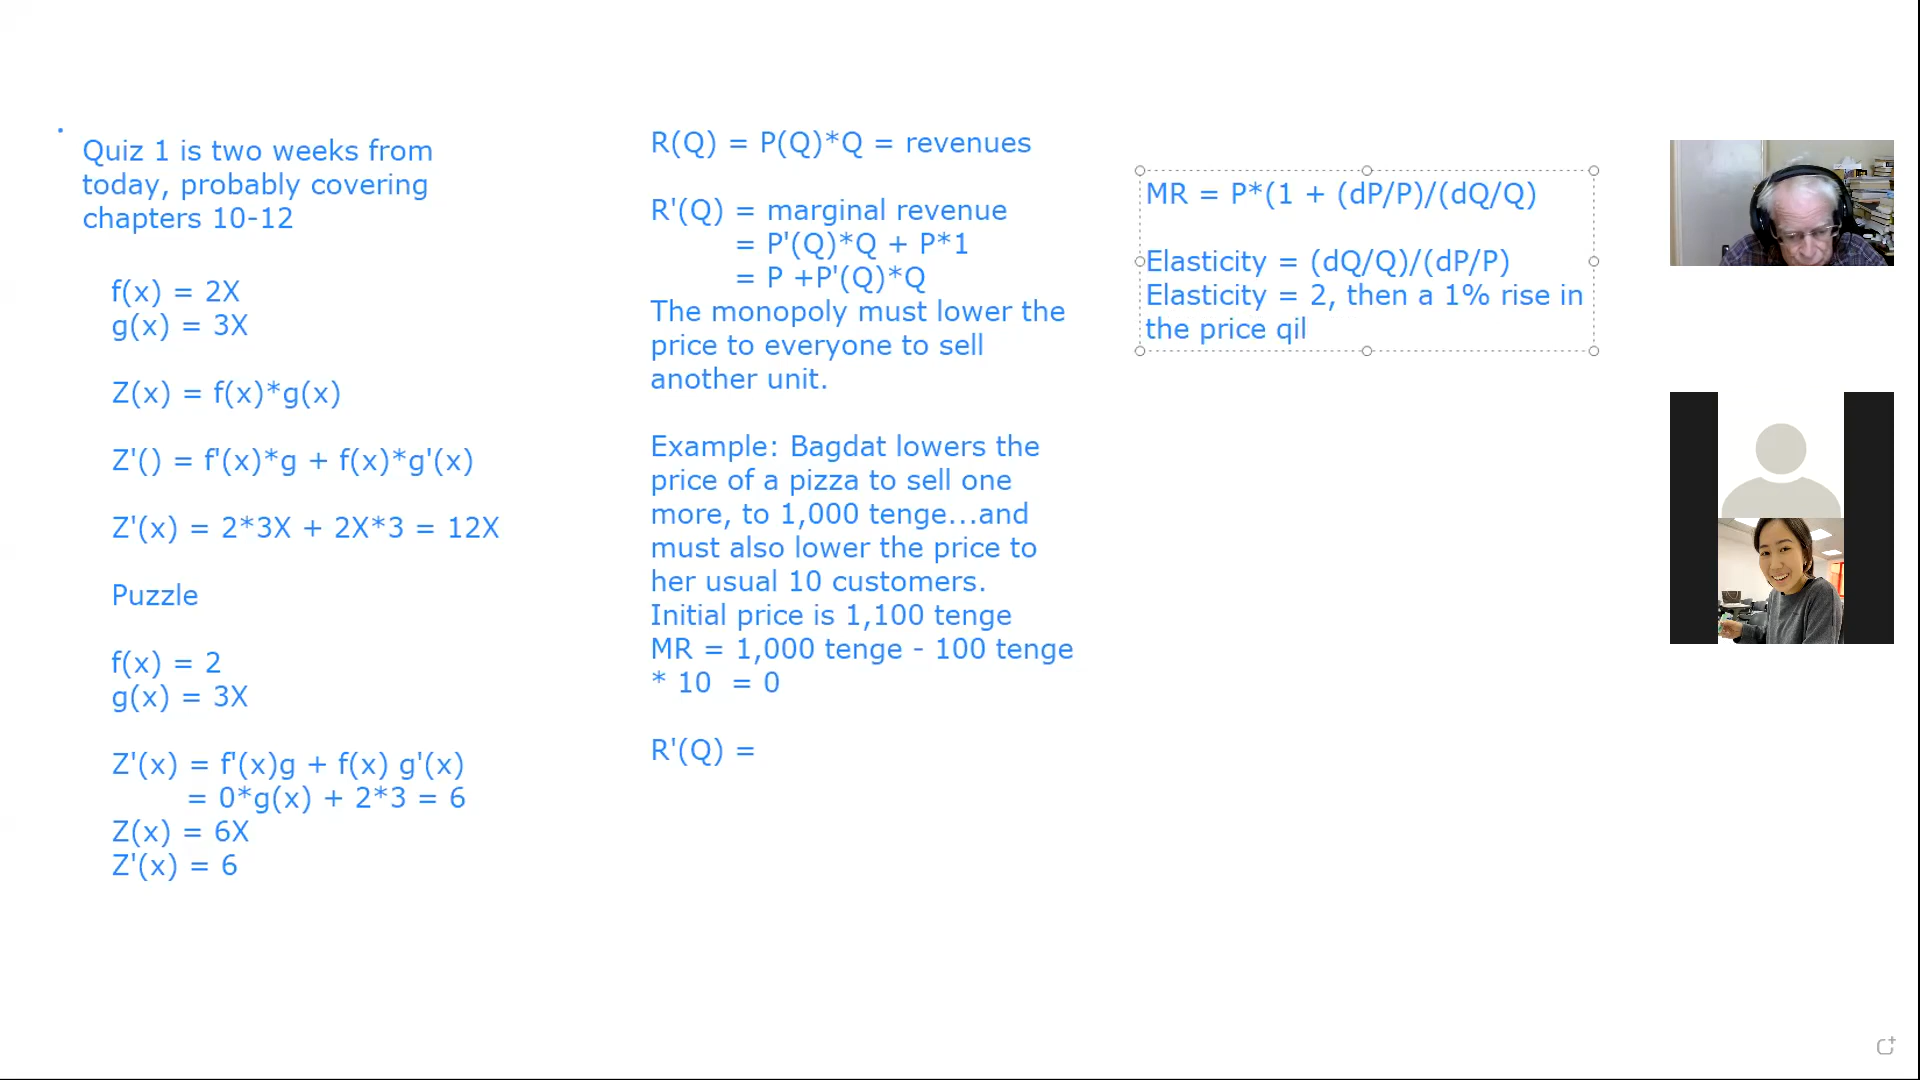 Quiz 1 is two weeks from
today, probably covering
chapters 10-12
f(x) = 2X
g(x) = 3X
Z(x) = f(x)*g(x)
Z'() = f'(x)*g + f(x)*g'(x)
Z'(x) = 2*3X + 2X*3 = 12X
Puzzle
f(x) = 2
g(x) = 3X
Z'(x) = f'(x)g + f(x) g'(x)
= 0*g(x) + 2*3 = 6
Z(x) = 6X
Z'(x) = 6
R(Q) = P(Q)*Q = revenues
R'(Q) = marginal revenue
= P'(Q)*Q + P*1
= P +P'(Q)*Q
The monopoly must lower the
price to everyone to sell
another unit.
Example: Bagdat lowers the
price of a pizza to sell one
more, to 1,000 tenge...and
must also lower the price to
her usual 10 customers.
Initial price is 1,100 tenge
MR = 1,000 tenge - 100 tenge
* 10  = 0
R'(Q) =
MR = P*(1 + (dP/P)/(dQ/Q)
Elasticity = (dQ/Q)/(dP/P)
Elasticity = 2, then a 1% rise in
the price qil